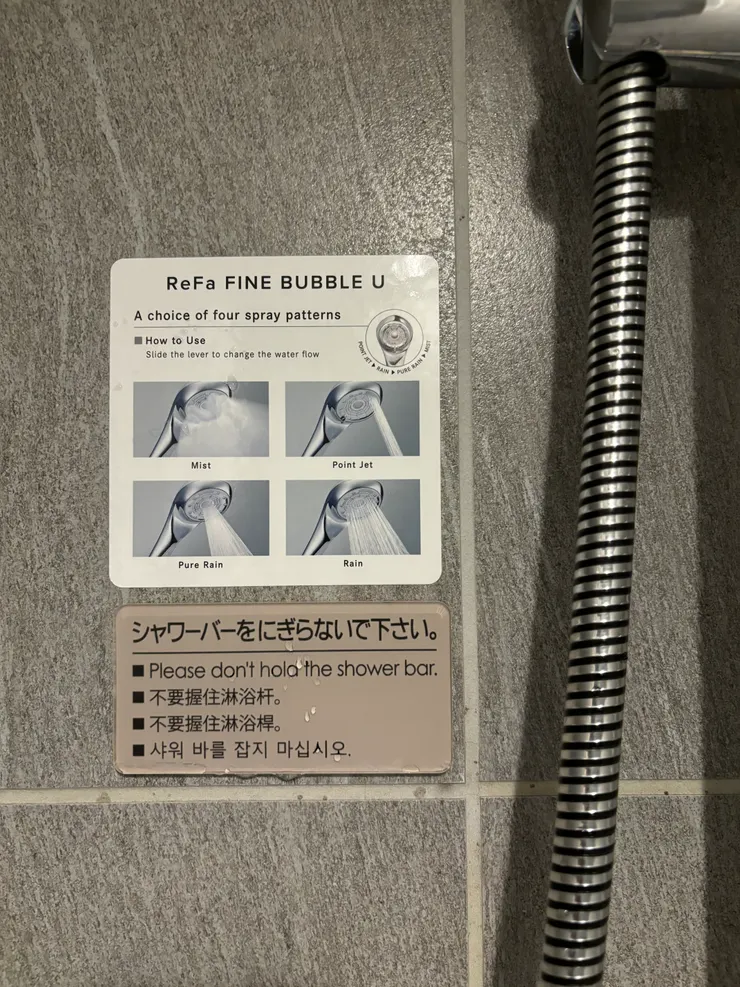 ReFa FINE BUBBLE U
A choice of four spray patterns
How to Use
Slide the lever to change the water flow
POINT JET ▶ RAIN ▶ PURE RAIN ▶ MIST
Mist
Point Jet
Pure Rain
Rain
シャワーバーをにぎらないで下さい。
■ Please don't hold the shower bar.
■ 不要握住淋浴杆。
■ 不要握住淋浴桿。
■ 샤워 바를 잡지 마십시오.